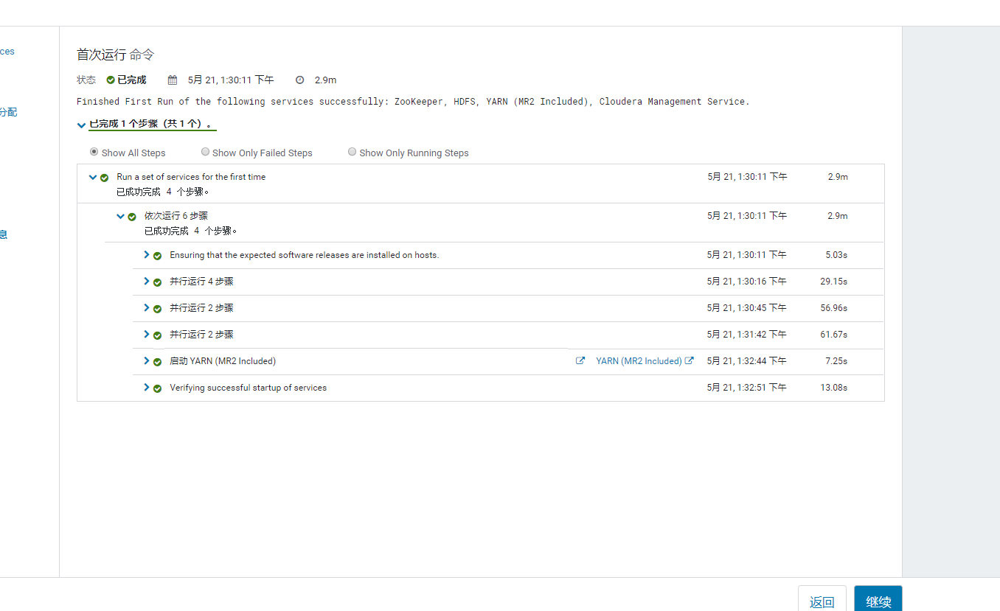 ces
分配
息
首次运行 命令
状态 已完成 5月 21, 1:30:11 下午 2.9m
Finished First Run of the following services successfully: ZooKeeper, HDFS, YARN (MR2 Included), Cloudera Management Service.
已完成 1 个步骤（共 1 个）。
Show All Steps Show Only Failed Steps Show Only Running Steps
Run a set of services for the first time 5月 21, 1:30:11 下午 2.9m
已成功完成 4 个步骤。
依次运行 6 步骤 5月 21, 1:30:11 下午 2.9m
已成功完成 4 个步骤。
Ensuring that the expected software releases are installed on hosts. 5月 21, 1:30:11 下午 5.03s
并行运行 4 步骤 5月 21, 1:30:16 下午 29.15s
并行运行 2 步骤 5月 21, 1:30:45 下午 56.96s
并行运行 2 步骤 5月 21, 1:31:42 下午 61.67s
启动 YARN (MR2 Included) YARN (MR2 Included) 5月 21, 1:32:44 下午 7.25s
Verifying successful startup of services 5月 21, 1:32:51 下午 13.08s
返回 继续